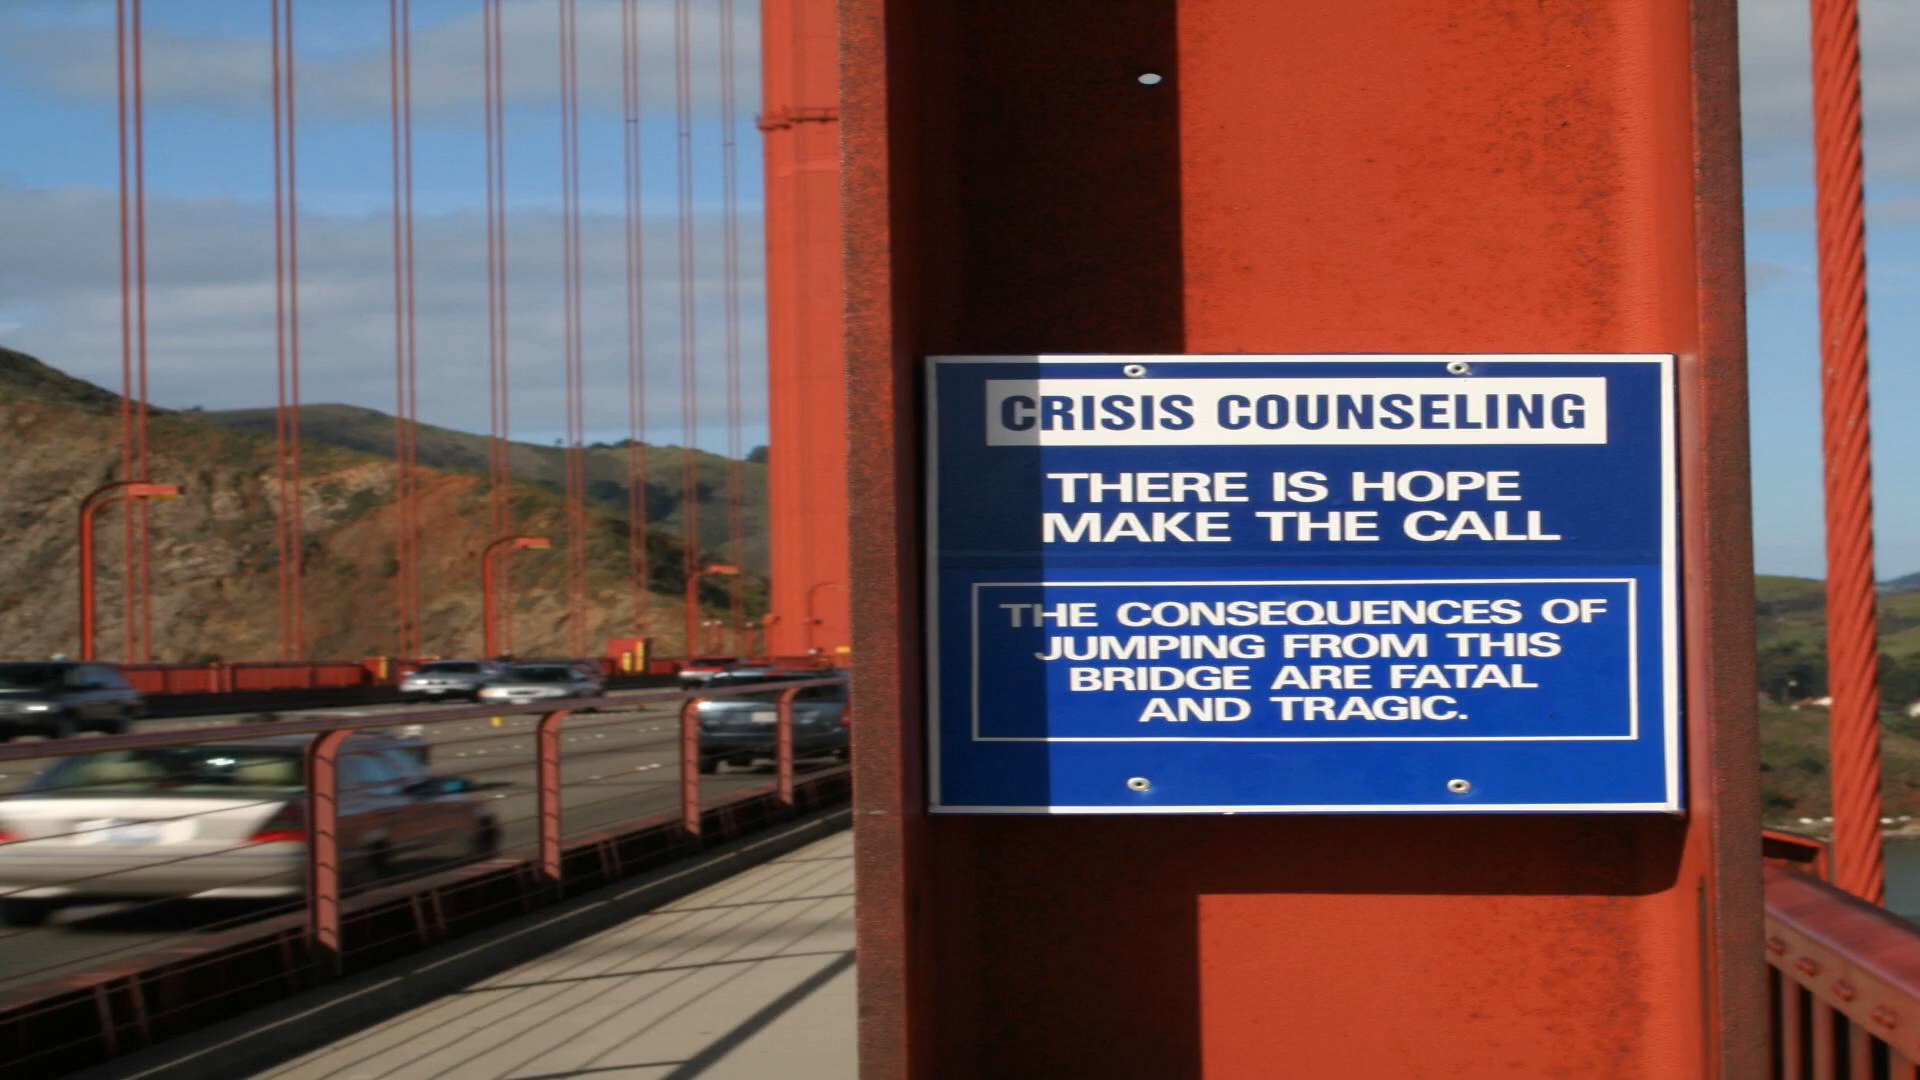 CRISIS COUNSELING
THERE IS HOPE
MAKE THE CALL
THE CONSEQUENCES OF
JUMPING FROM THIS
BRIDGE ARE FATAL
AND TRAGIC.